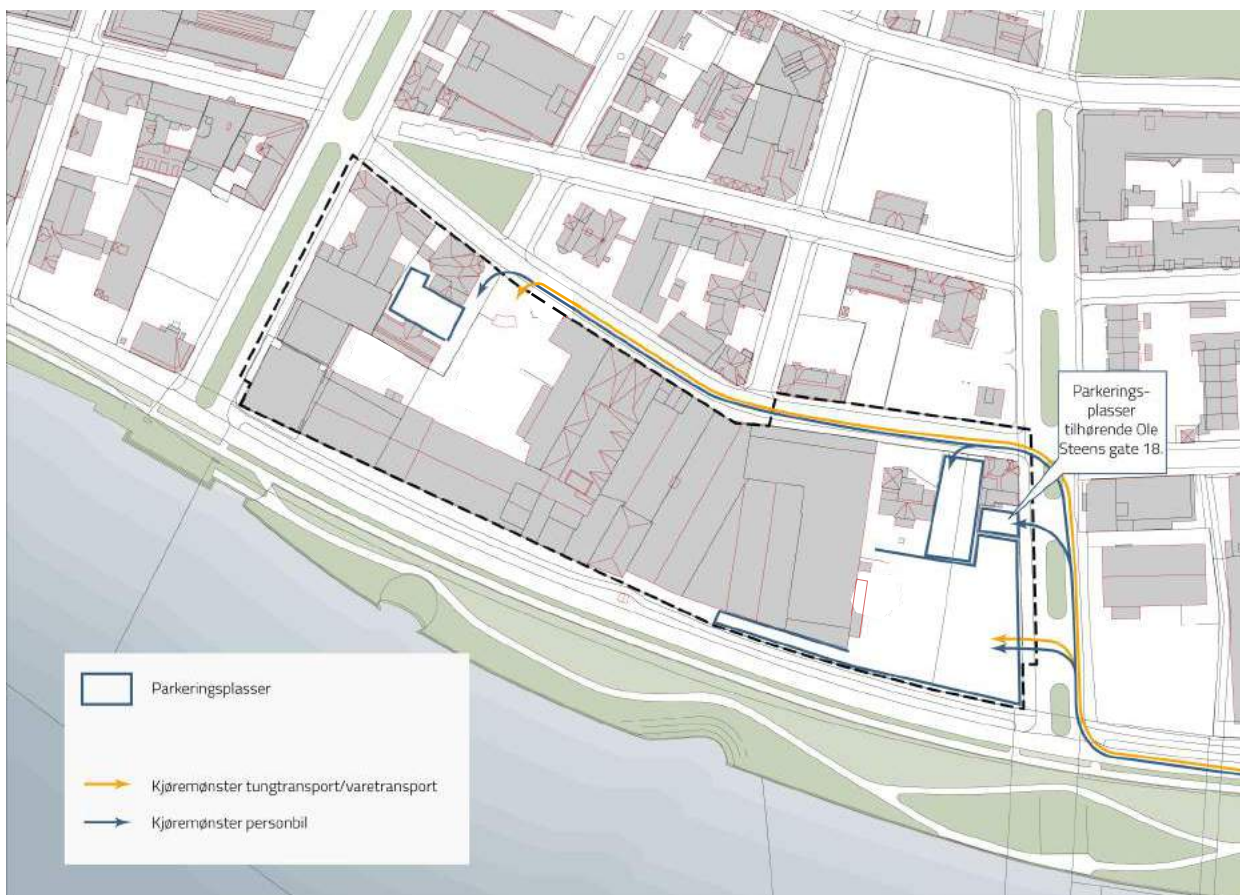 Parkerings-
plasser
tilhørende Ole
Steens gate 18.
Parkeringsplasser
Kjøremønster tungtransport/varetransport
Kjøremønster personbil